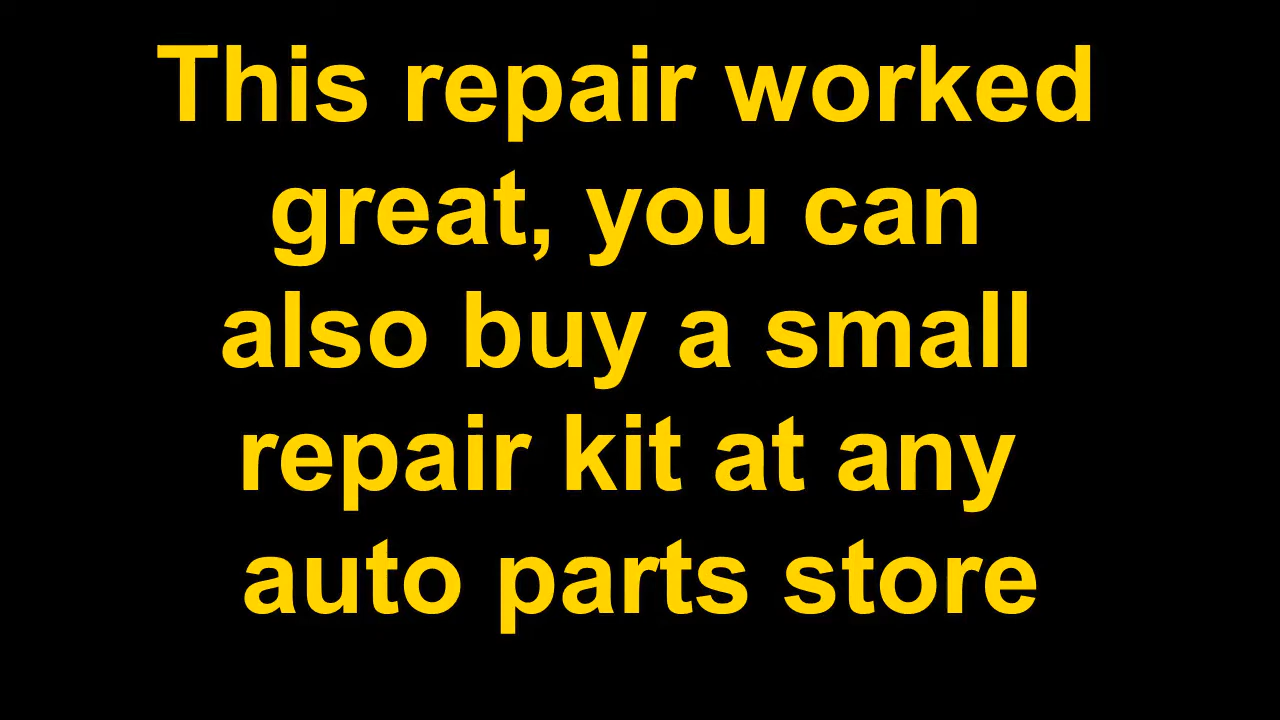 This repair worked
great, you can
also buy a small
repair kit at any
auto parts store